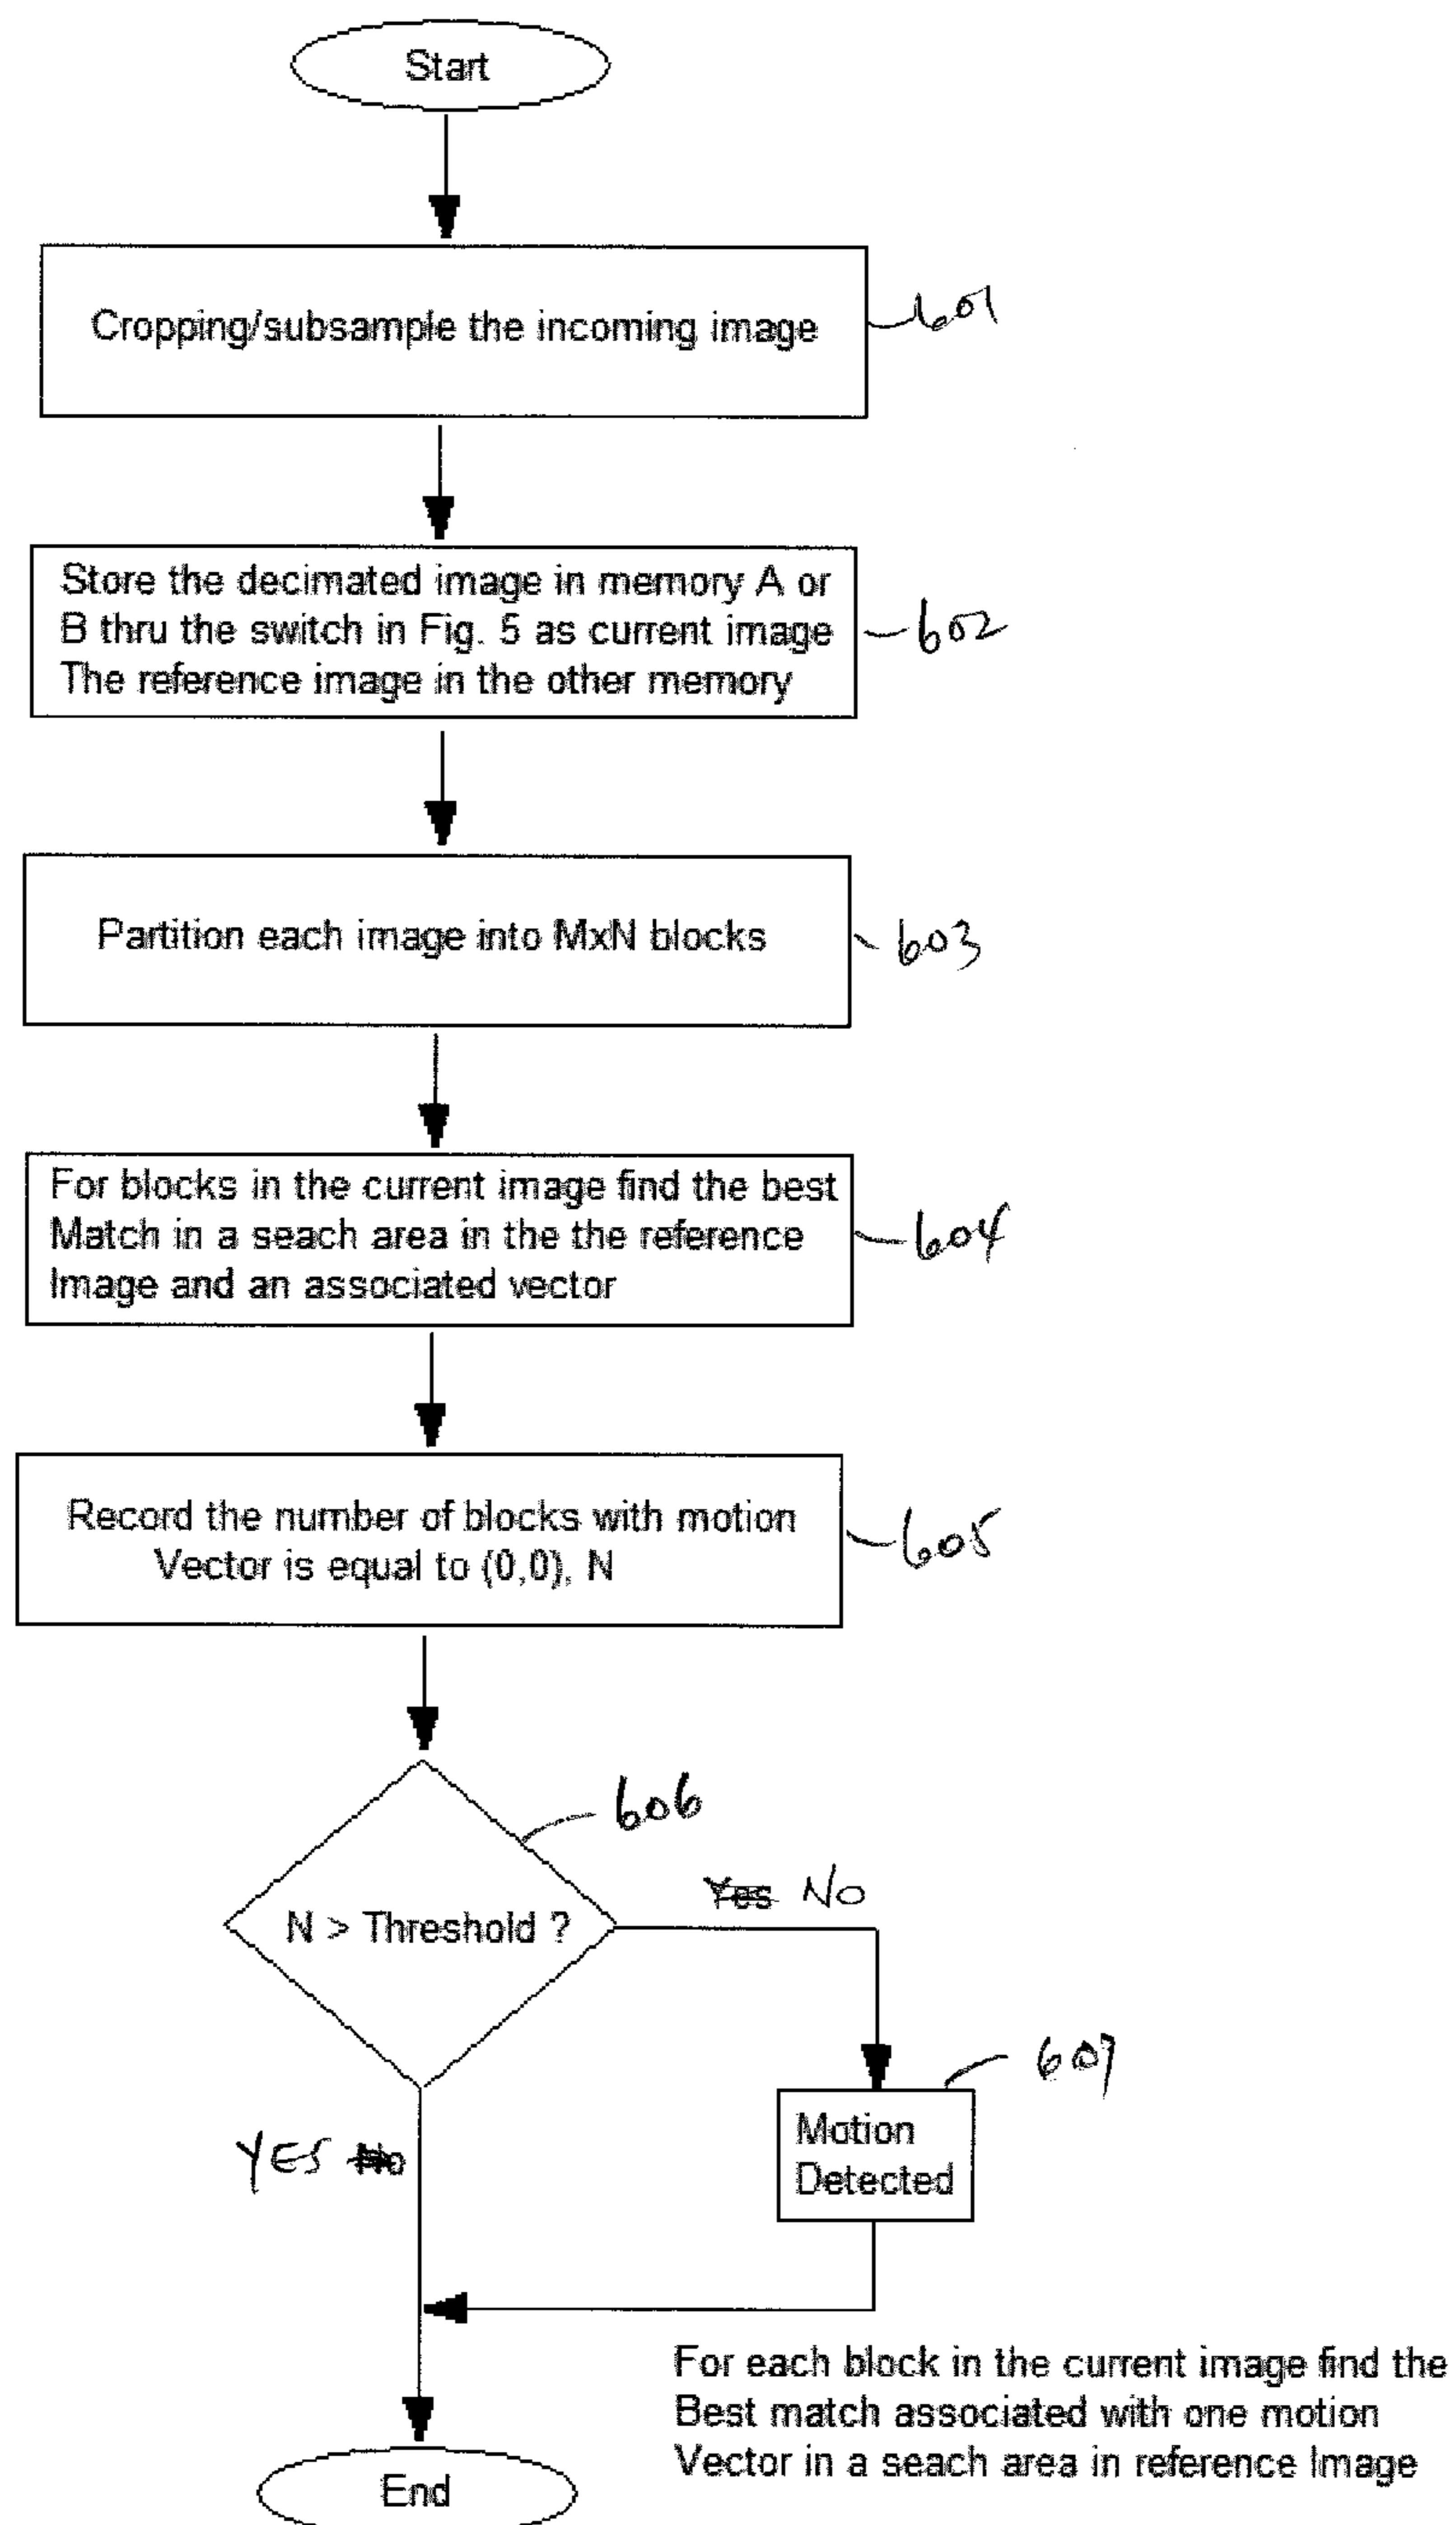 Start
Cropping/subsample the incoming image
601
Store the decimated image in memory A or
B thru the switch in Fig. 5 as current image
The reference image in the other memory
602
Partition each image into MxN blocks
603
For blocks in the current image find the best
Match in a seach area in the the reference
Image and an associated vector
604
Record the number of blocks with motion
Vector is equal to (0,0), N
605
606
N > Threshold ?
Yes No
607
Motion
Detected
YES No
For each block in the current image find the
Best match associated with one motion
Vector in a seach area in reference Image
End